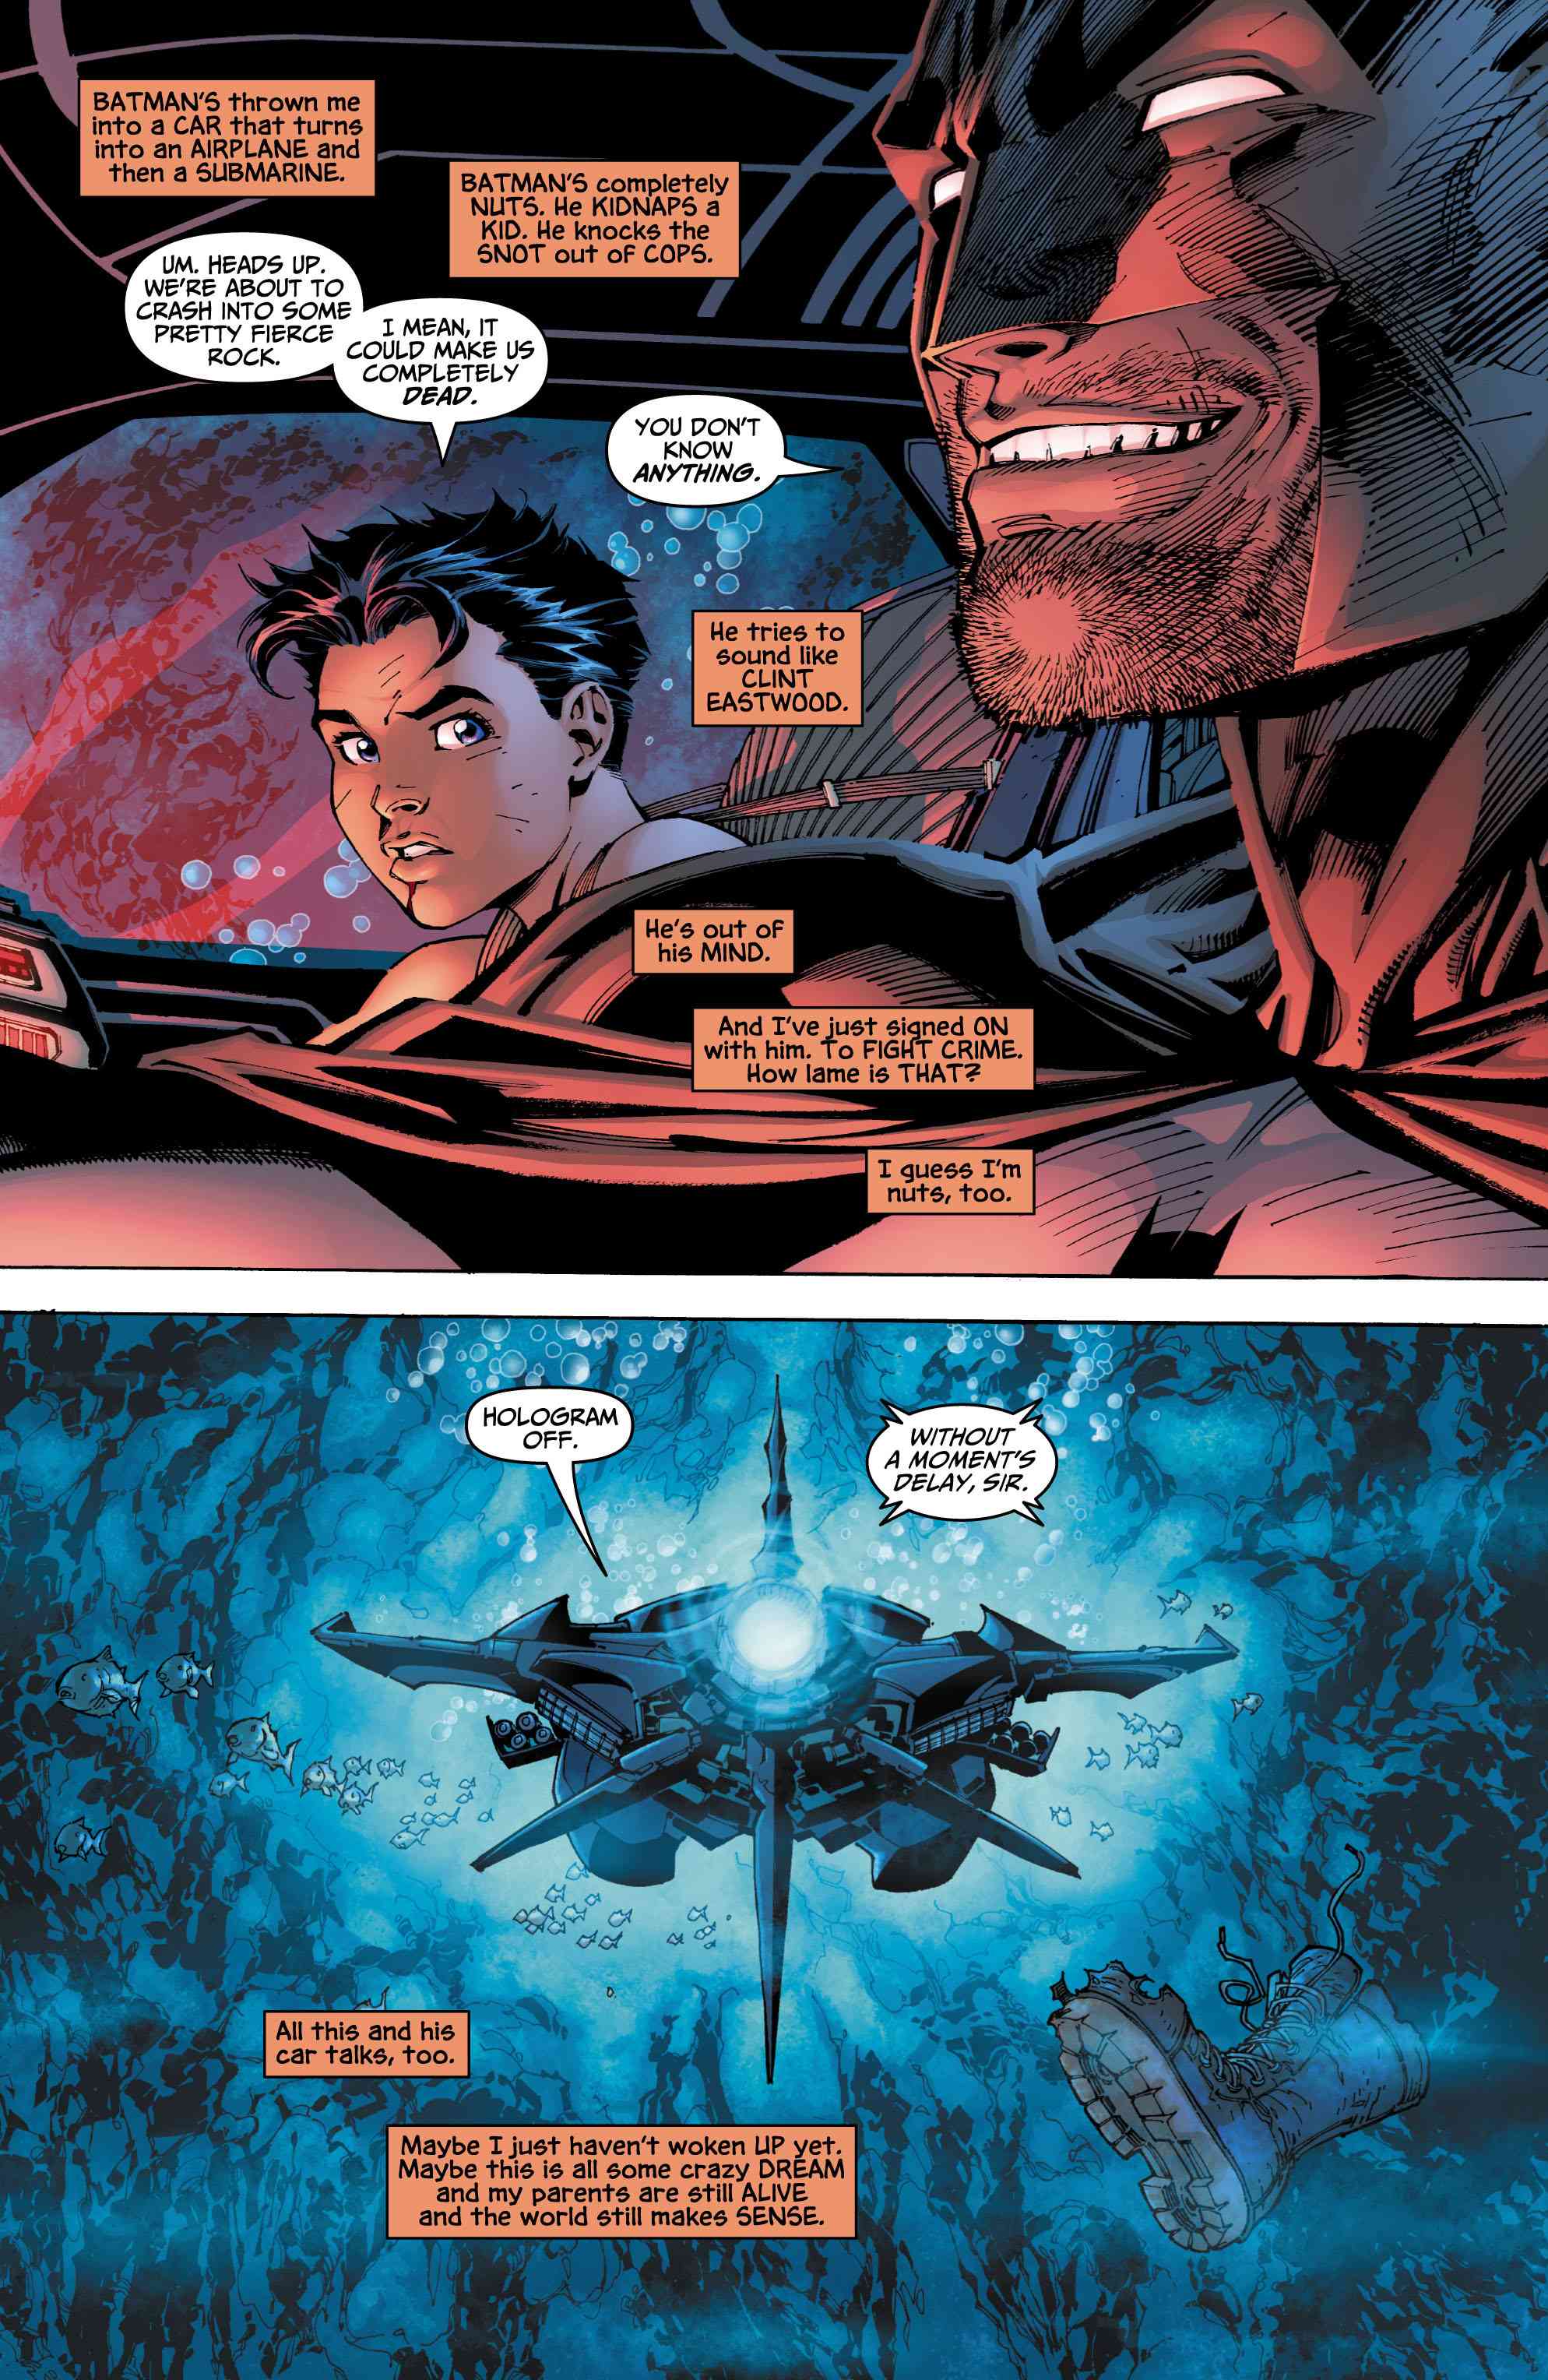 BATMAN'S thrown me
into a CAR that turns
into an AIRPLANE and
then a SUBMARINE.
BATMAN'S completely
NUTS. He KIDNAPS a
KID. He knocks the
SNOT out of COPS.
UM. HEADS UP.
WE'RE ABOUT TO
CRASH INTO SOME
PRETTY FIERCE
ROCK.
I MEAN, IT
COULD MAKE US
COMPLETELY
DEAD.
YOU DON'T
KNOW
ANYTHING.
He tries to
sound like
CLINT
EASTWOOD.
He's out of
his MIND.
And I've just signed ON
with him. To FIGHT CRIME.
How lame is THAT?
I guess I'm
nuts, too.
HOLOGRAM
OFF.
WITHOUT
A MOMENT'S
DELAY, SIR.
All this and his
car talks, too.
Maybe I just haven't woken UP yet.
Maybe this is all some crazy DREAM
and my parents are still ALIVE
and the world still makes SENSE.